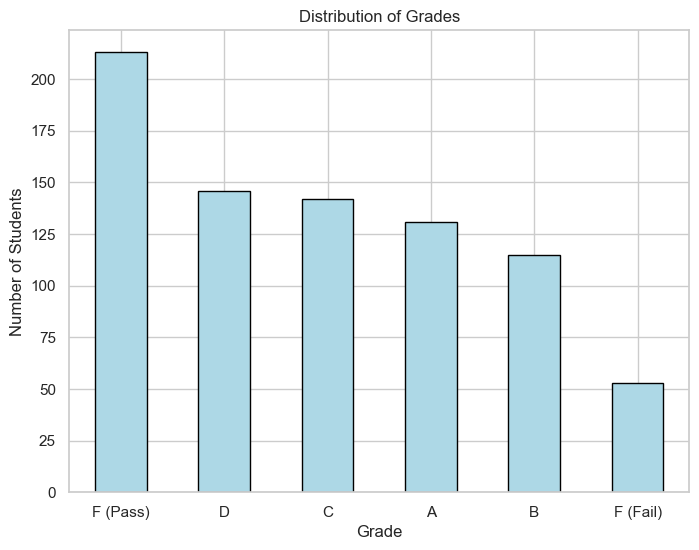 Distribution of Grades
Number of Students
200
175
150
125
100
75
50
25
0
F (Pass) D C A B F (Fail)
Grade